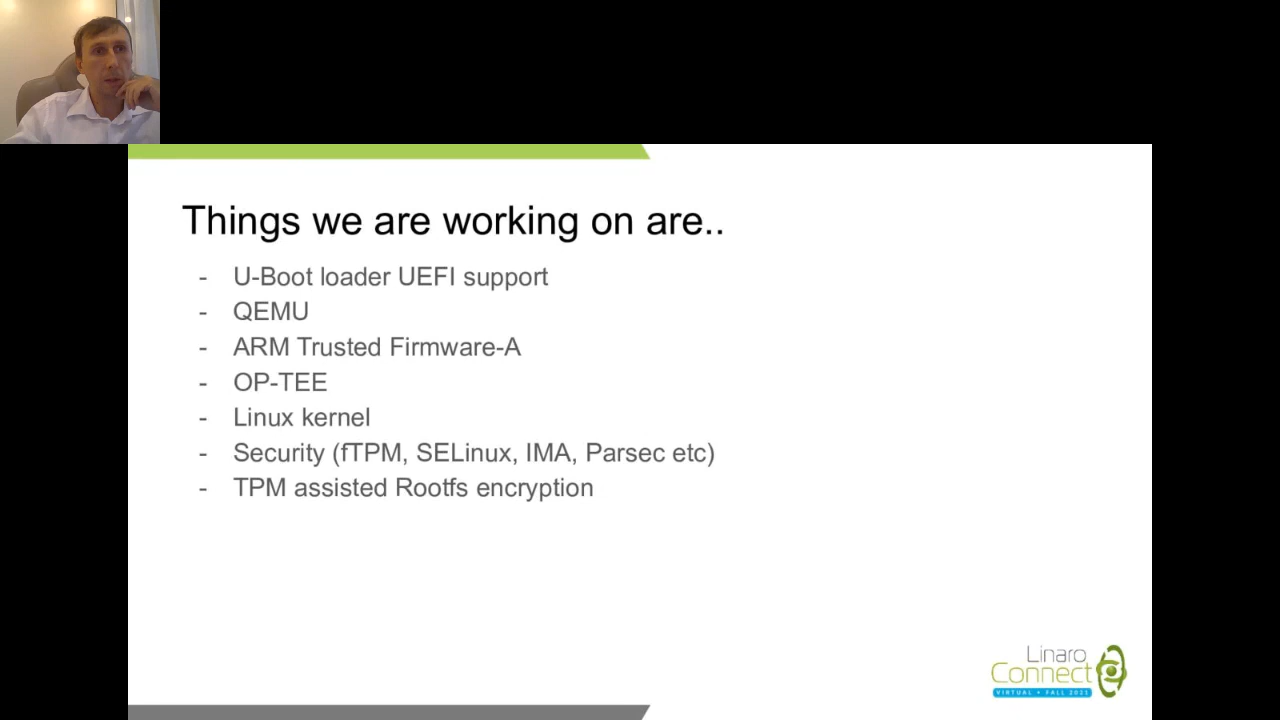 Things we are working on are..
- U-Boot loader UEFI support
- QEMU
- ARM Trusted Firmware-A
- OP-TEE
- Linux kernel
- Security (fTPM, SELinux, IMA, Parsec etc)
- TPM assisted Rootfs encryption
Linaro
Connect
VIRTUAL • FALL 2021